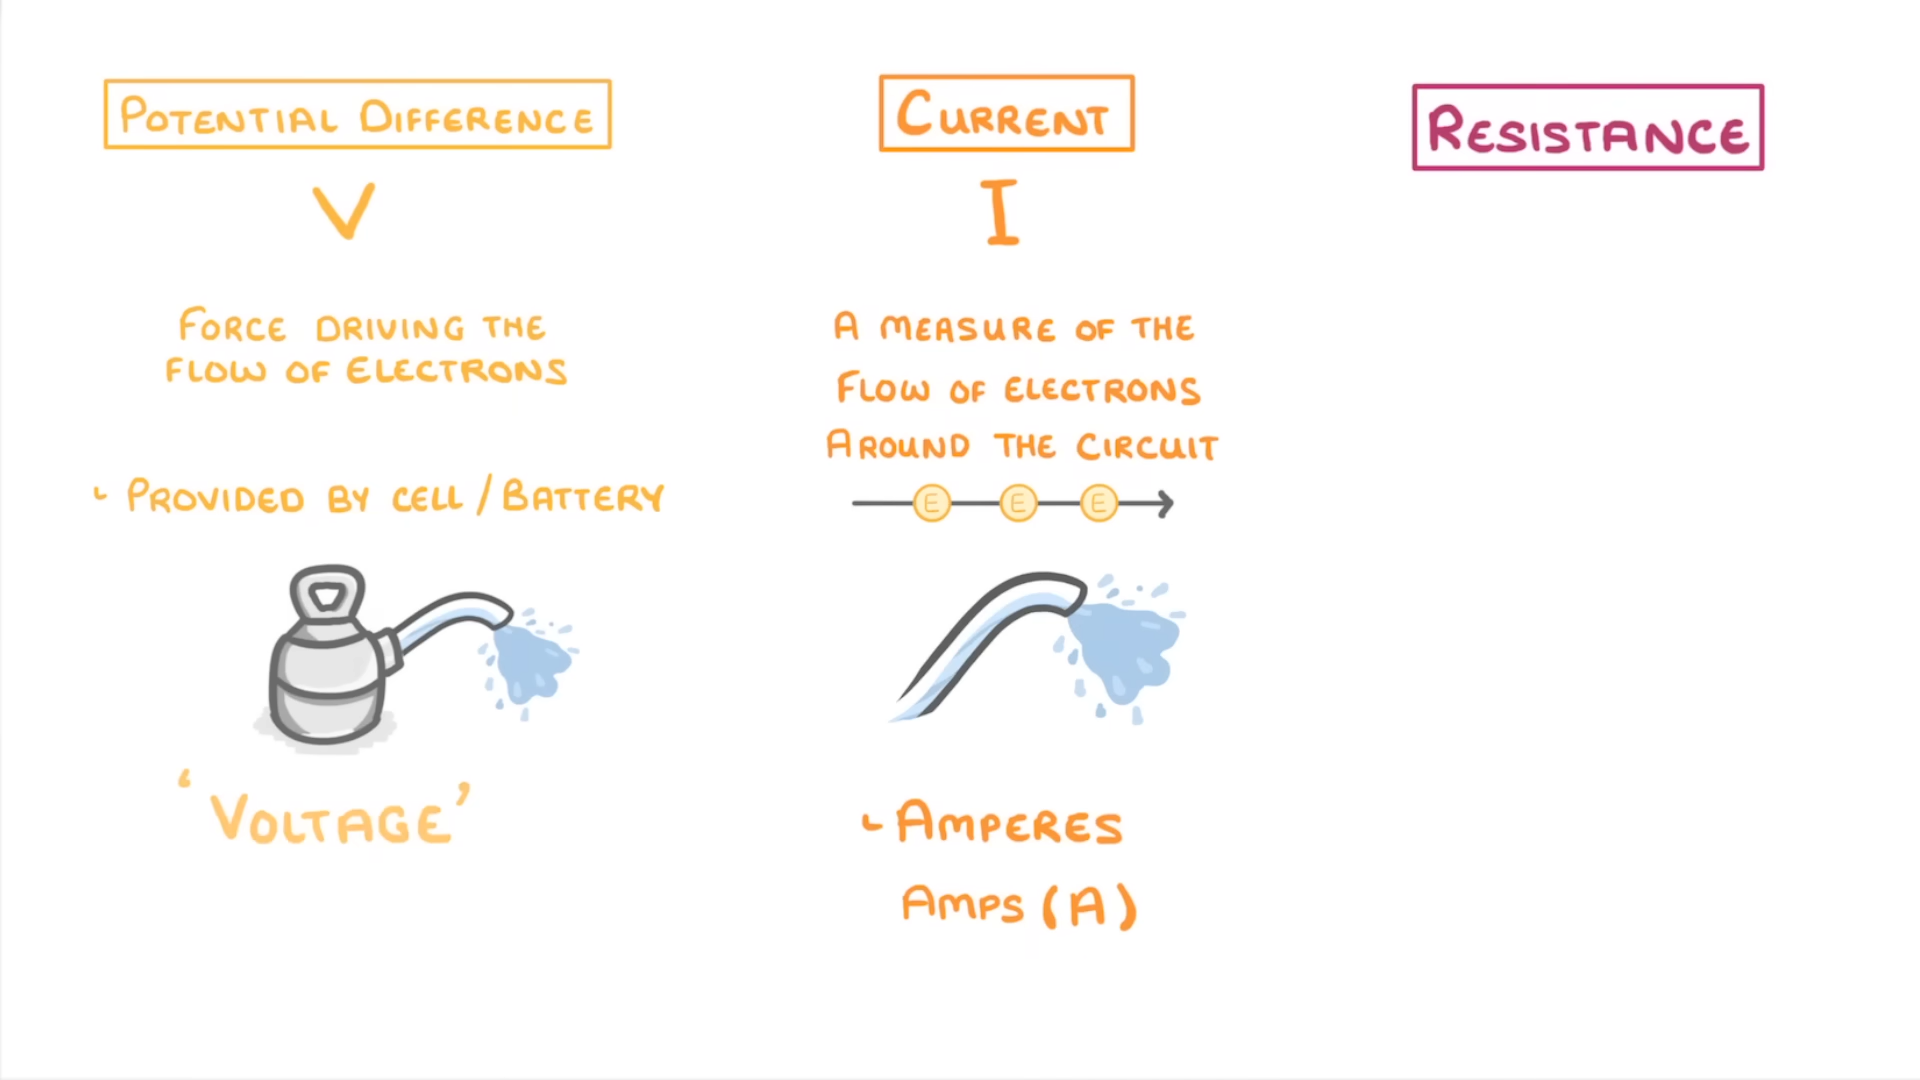 POTENTIAL DIFFERENCE
V
FORCE DRIVING THE
FLOW OF ELECTRONS
PROVIDED BY CELL / BATTERY
'VOLTAGE'
CURRENT
I
A MEASURE OF THE
FLOW OF ELECTRONS
AROUND THE CIRCUIT
E E E
AMPERES
AMPS (A)
RESISTANCE